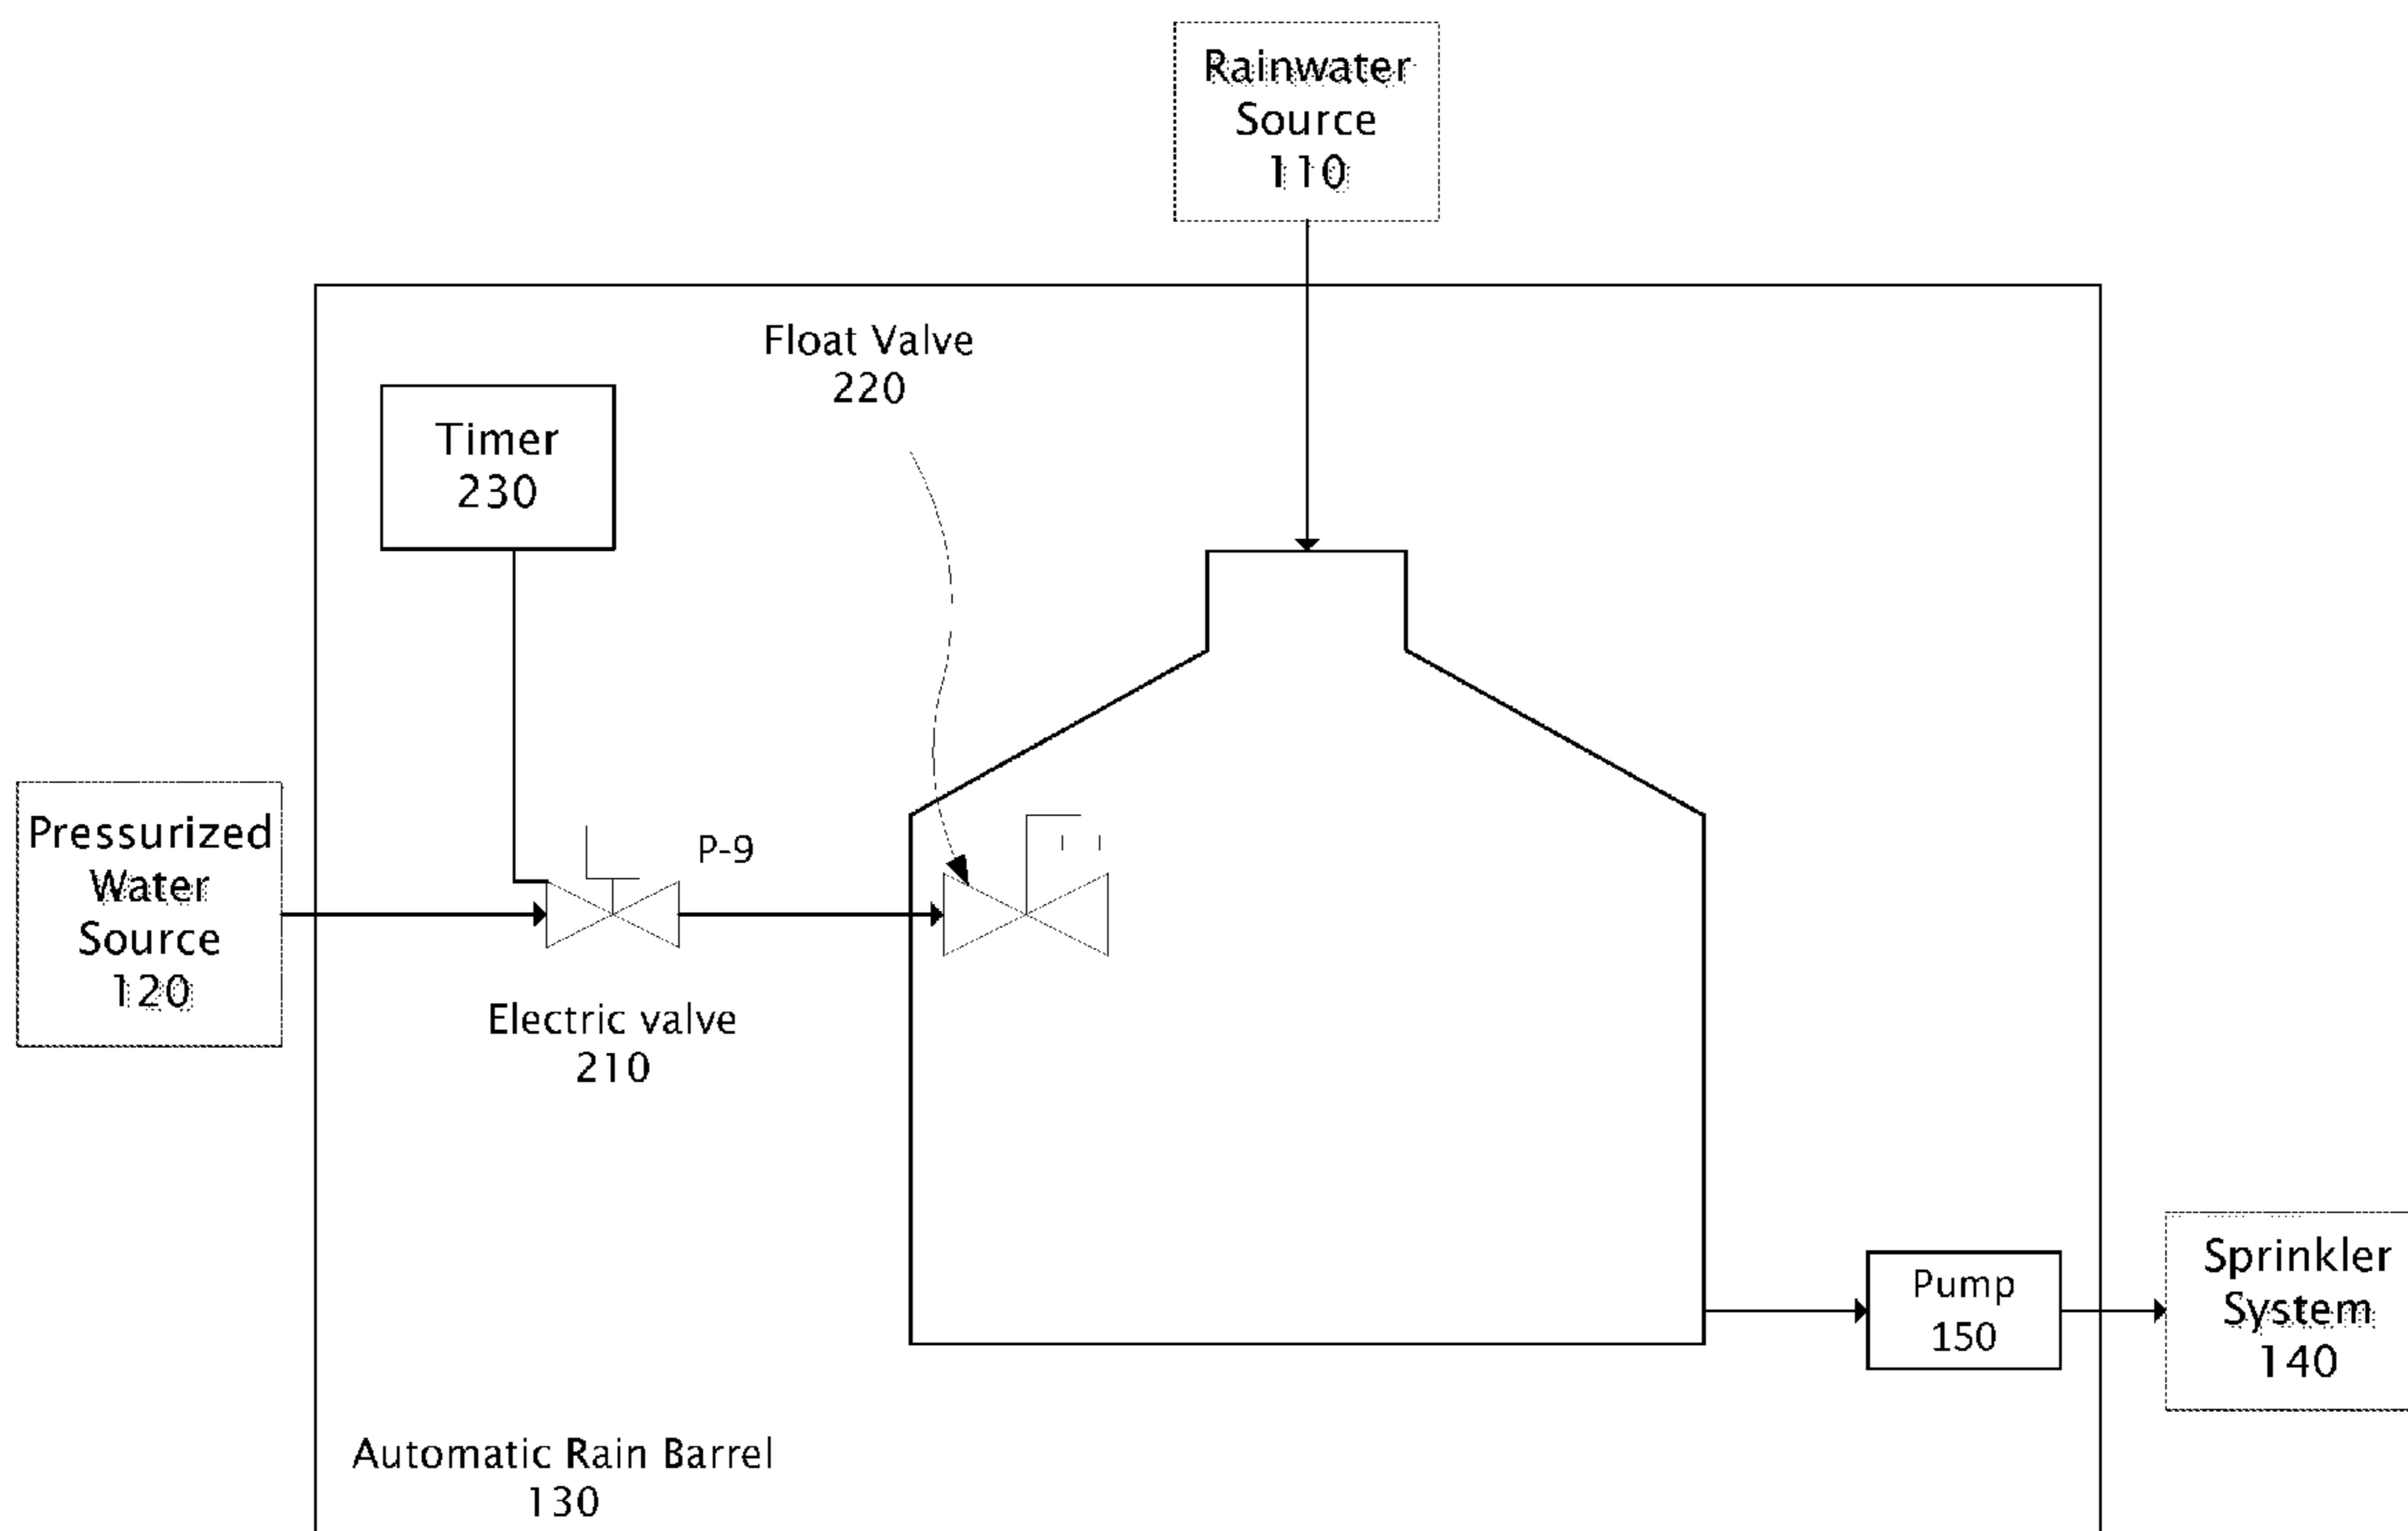 Rainwater
Source
110
Float Valve
220
Timer
230
Pressurized
Water
Source
120
P-9
Electric valve
210
Pump
150
Sprinkler
System
140
Automatic Rain Barrel
130